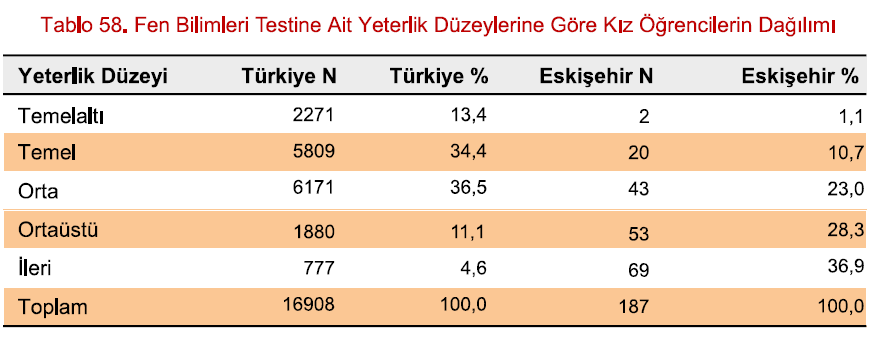 Tablo 58. Fen Bilimleri Testine Ait Yeterlik Düzeylerine Göre Kız Öğrencilerin Dağılımı
Yeterlik Düzeyi Türkiye N Türkiye % Eskişehir N Eskişehir %
Temelaltı 2271 13,4 2 1,1
Temel 5809 34,4 20 10,7
Orta 6171 36,5 43 23,0
Ortaüstü 1880 11,1 53 28,3
İleri 777 4,6 69 36,9
Toplam 16908 100,0 187 100,0